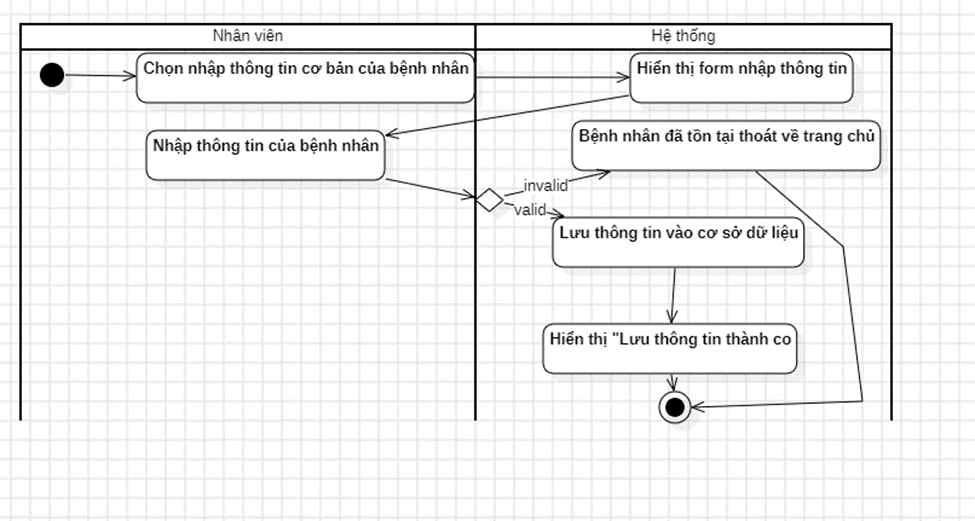 Nhân viên
Hệ thống
Chọn nhập thông tin cơ bản của bệnh nhân
Hiển thị form nhập thông tin
Nhập thông tin của bệnh nhân
Bệnh nhân đã tồn tại thoát về trang chủ
invalid
valid
Lưu thông tin vào cơ sở dữ liệu
Hiển thị "Lưu thông tin thành co